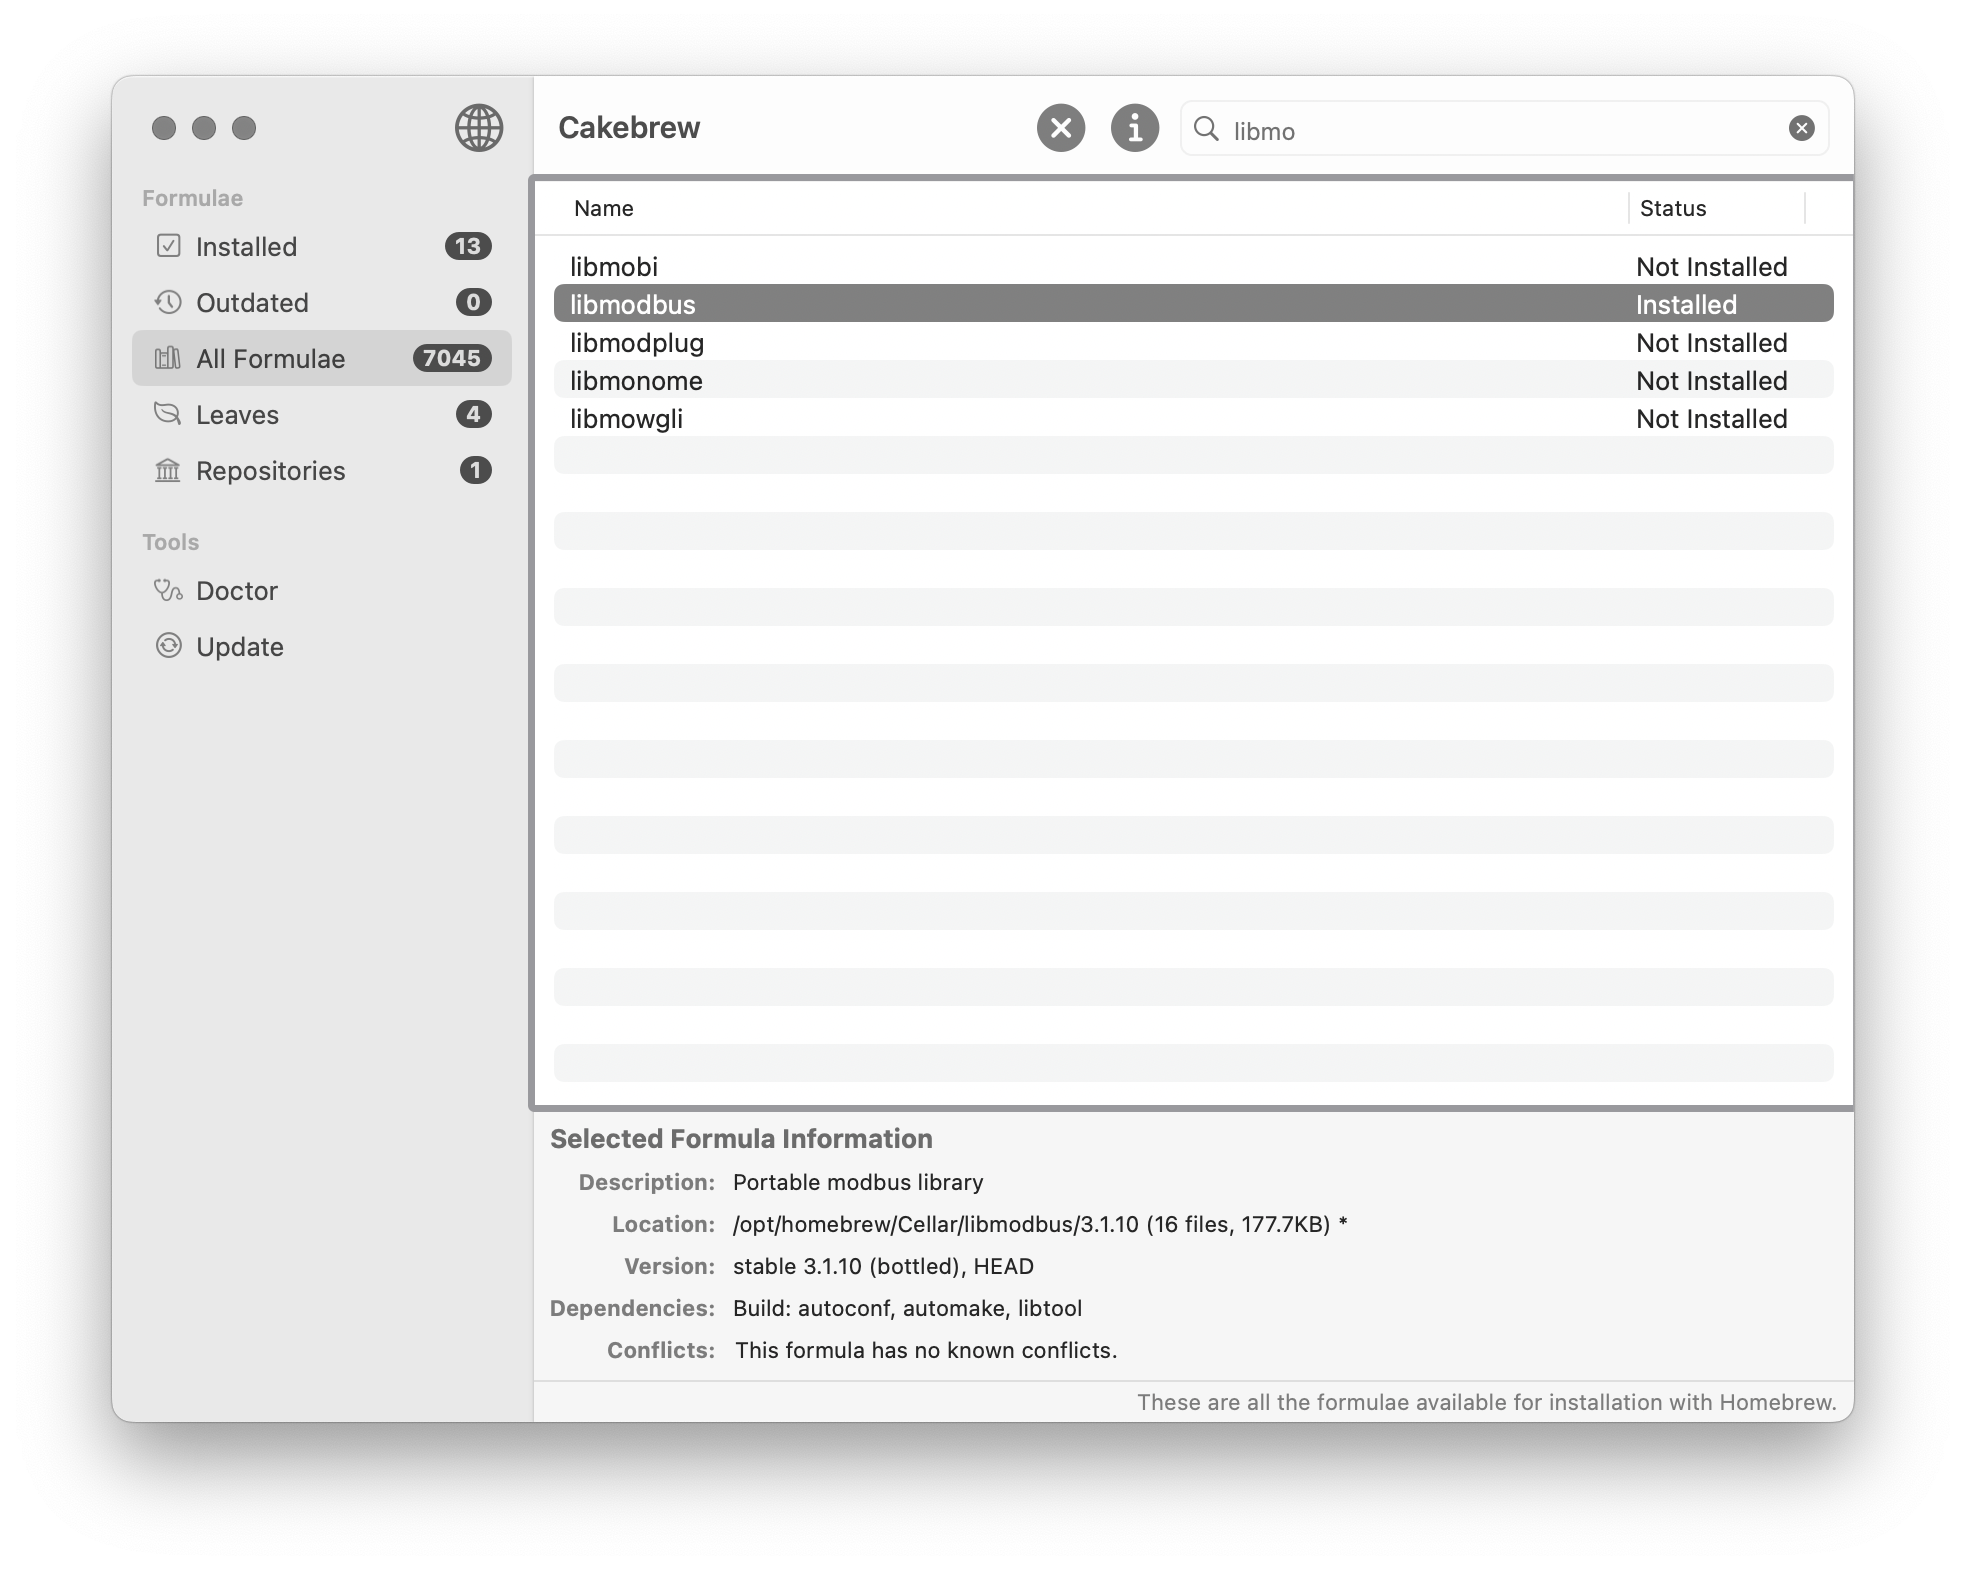 Cakebrew
libmo
Formulae
Installed 13
Outdated 0
All Formulae 7045
Leaves 4
Repositories 1
Tools
Doctor
Update
Name Status
libmobi Not Installed
libmodbus Installed
libmodplug Not Installed
libmonome Not Installed
libmowgli Not Installed
Selected Formula Information
Description: Portable modbus library
Location: /opt/homebrew/Cellar/libmodbus/3.1.10 (16 files, 177.7KB) *
Version: stable 3.1.10 (bottled), HEAD
Dependencies: Build: autoconf, automake, libtool
Conflicts: This formula has no known conflicts.
These are all the formulae available for installation with Homebrew.